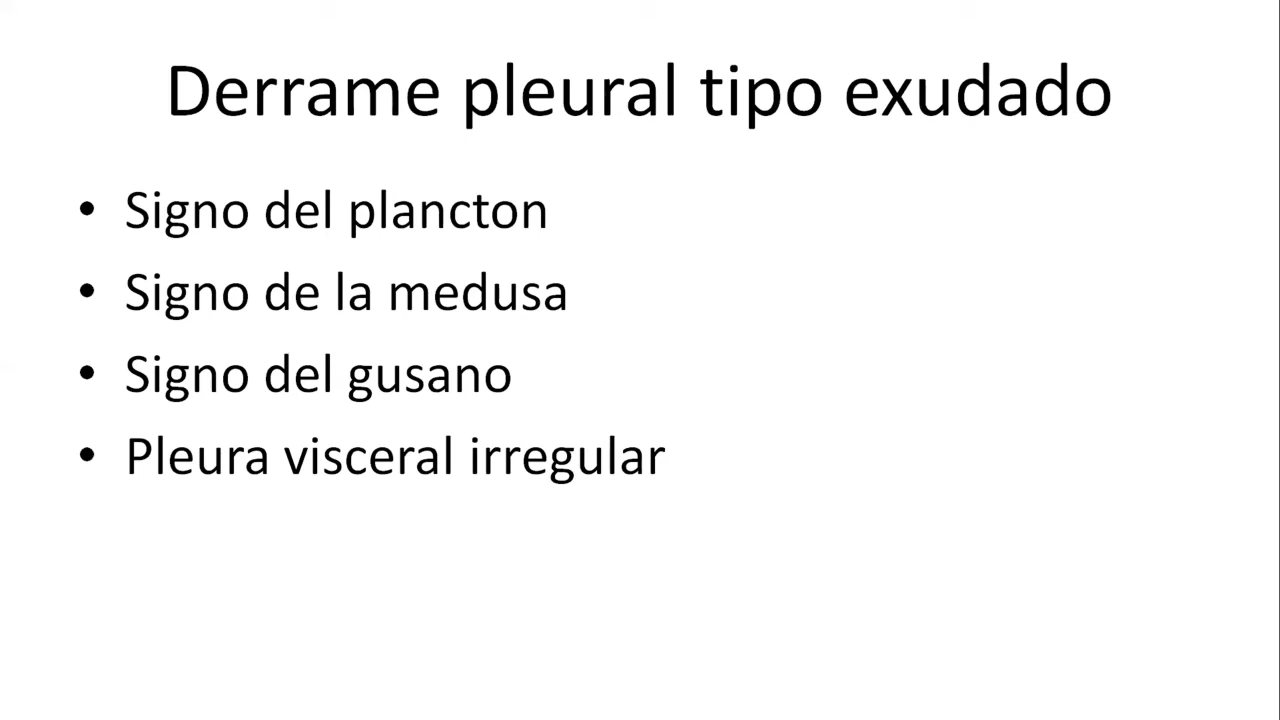 Derrame pleural tipo exudado
• Signo del plancton
• Signo de la medusa
• Signo del gusano
• Pleura visceral irregular